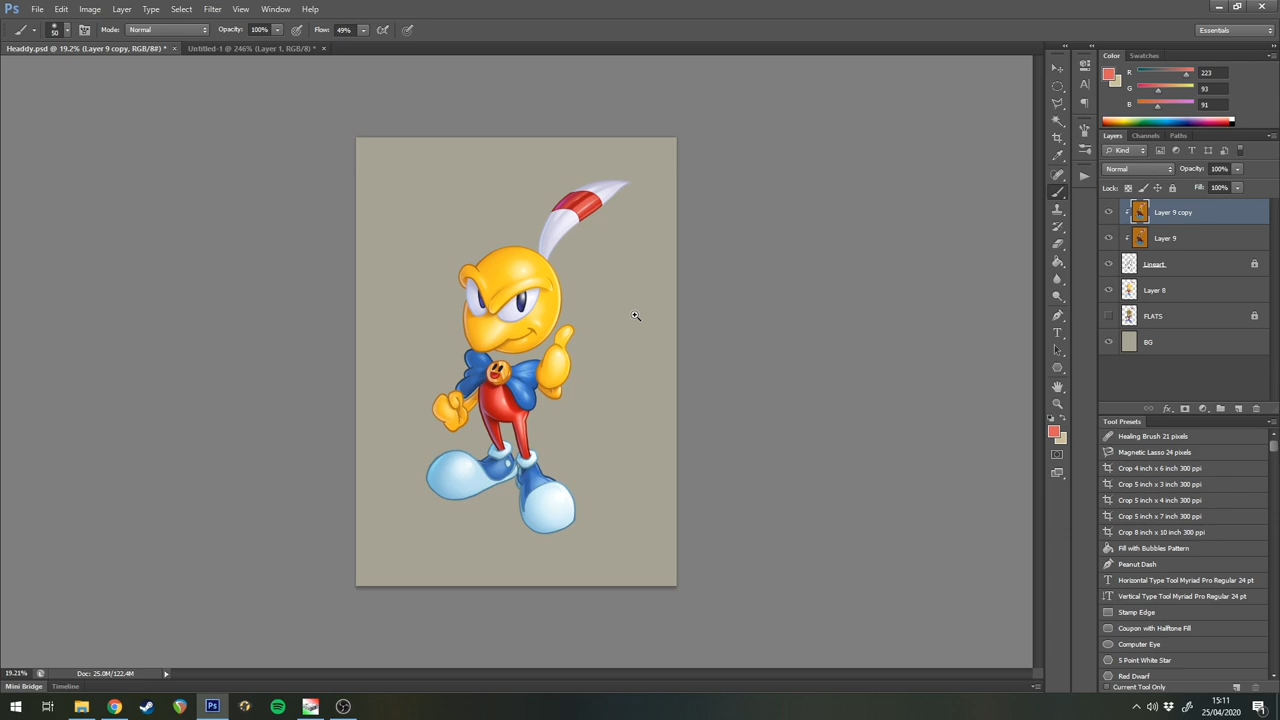 Ps File Edit Image Layer Type Select Filter View Window Help
50 Mode: Normal Opacity: 100% Flow: 49% Essentials
Headdy.psd @ 19.2% (Layer 9 copy, RGB/8#) * × Untitled-1 @ 246% (Layer 1, RGB/8) * ×
Color Swatches
R 223
G 93
B 91
Layers Channels Paths
Kind
Normal Opacity: 100%
Lock: Fill: 100%
Layer 9 copy
Layer 9
Lineart
Layer 8
FLATS
BG
Tool Presets
Healing Brush 21 pixels
Magnetic Lasso 24 pixels
Crop 4 inch x 6 inch 300 ppi
Crop 5 inch x 3 inch 300 ppi
Crop 5 inch x 4 inch 300 ppi
Crop 5 inch x 7 inch 300 ppi
Crop 8 inch x 10 inch 300 ppi
Fill with Bubbles Pattern
Peanut Dash
Horizontal Type Tool Myriad Pro Regular 24 pt
Vertical Type Tool Myriad Pro Regular 24 pt
Stamp Edge
Coupon with Halftone Fill
Computer Eye
5 Point White Star
Red Dwarf
Current Tool Only
19.21% Doc: 25.0M/122.4M
Mini Bridge Timeline
Ps
15:11
25/04/2020